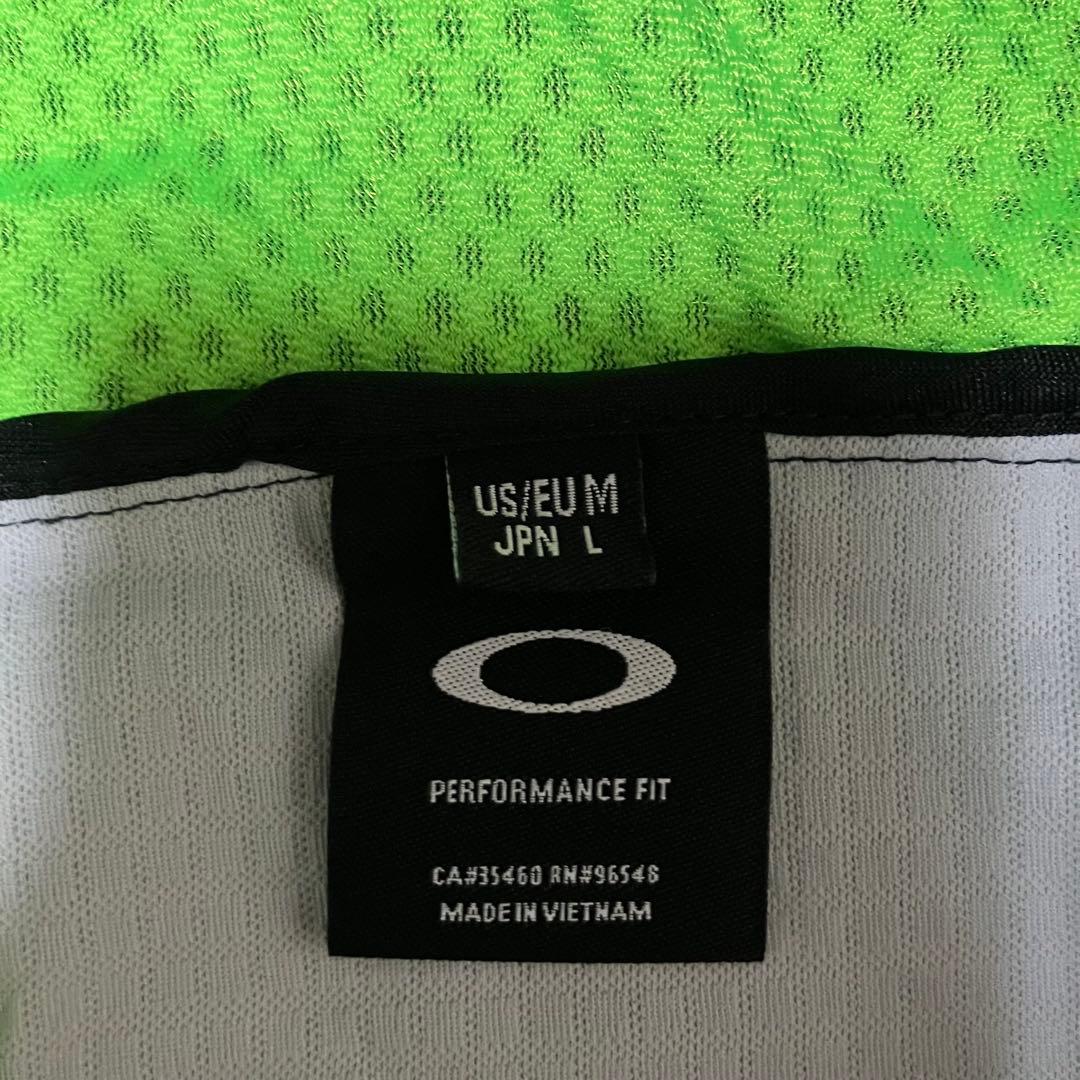 US/EU M
JPN L
PERFORMANCE FIT
CA#35460 RN#96548
MADE IN VIETNAM